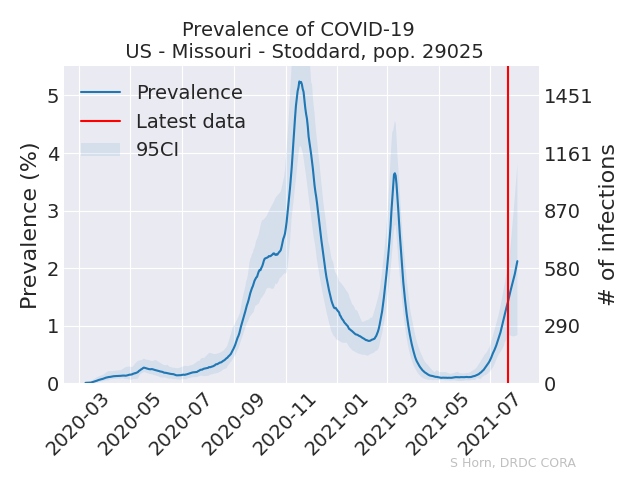 Prevalence of COVID-19
US - Missouri - Stoddard, pop. 29025
Prevalence
Latest data
95CI
Prevalence (%)
5
4
3
2
1
0
1451
1161
870
580
290
0
# of infections
2020-03
2020-05
2020-07
2020-09
2020-11
2021-01
2021-03
2021-05
2021-07
S Horn, DRDC CORA